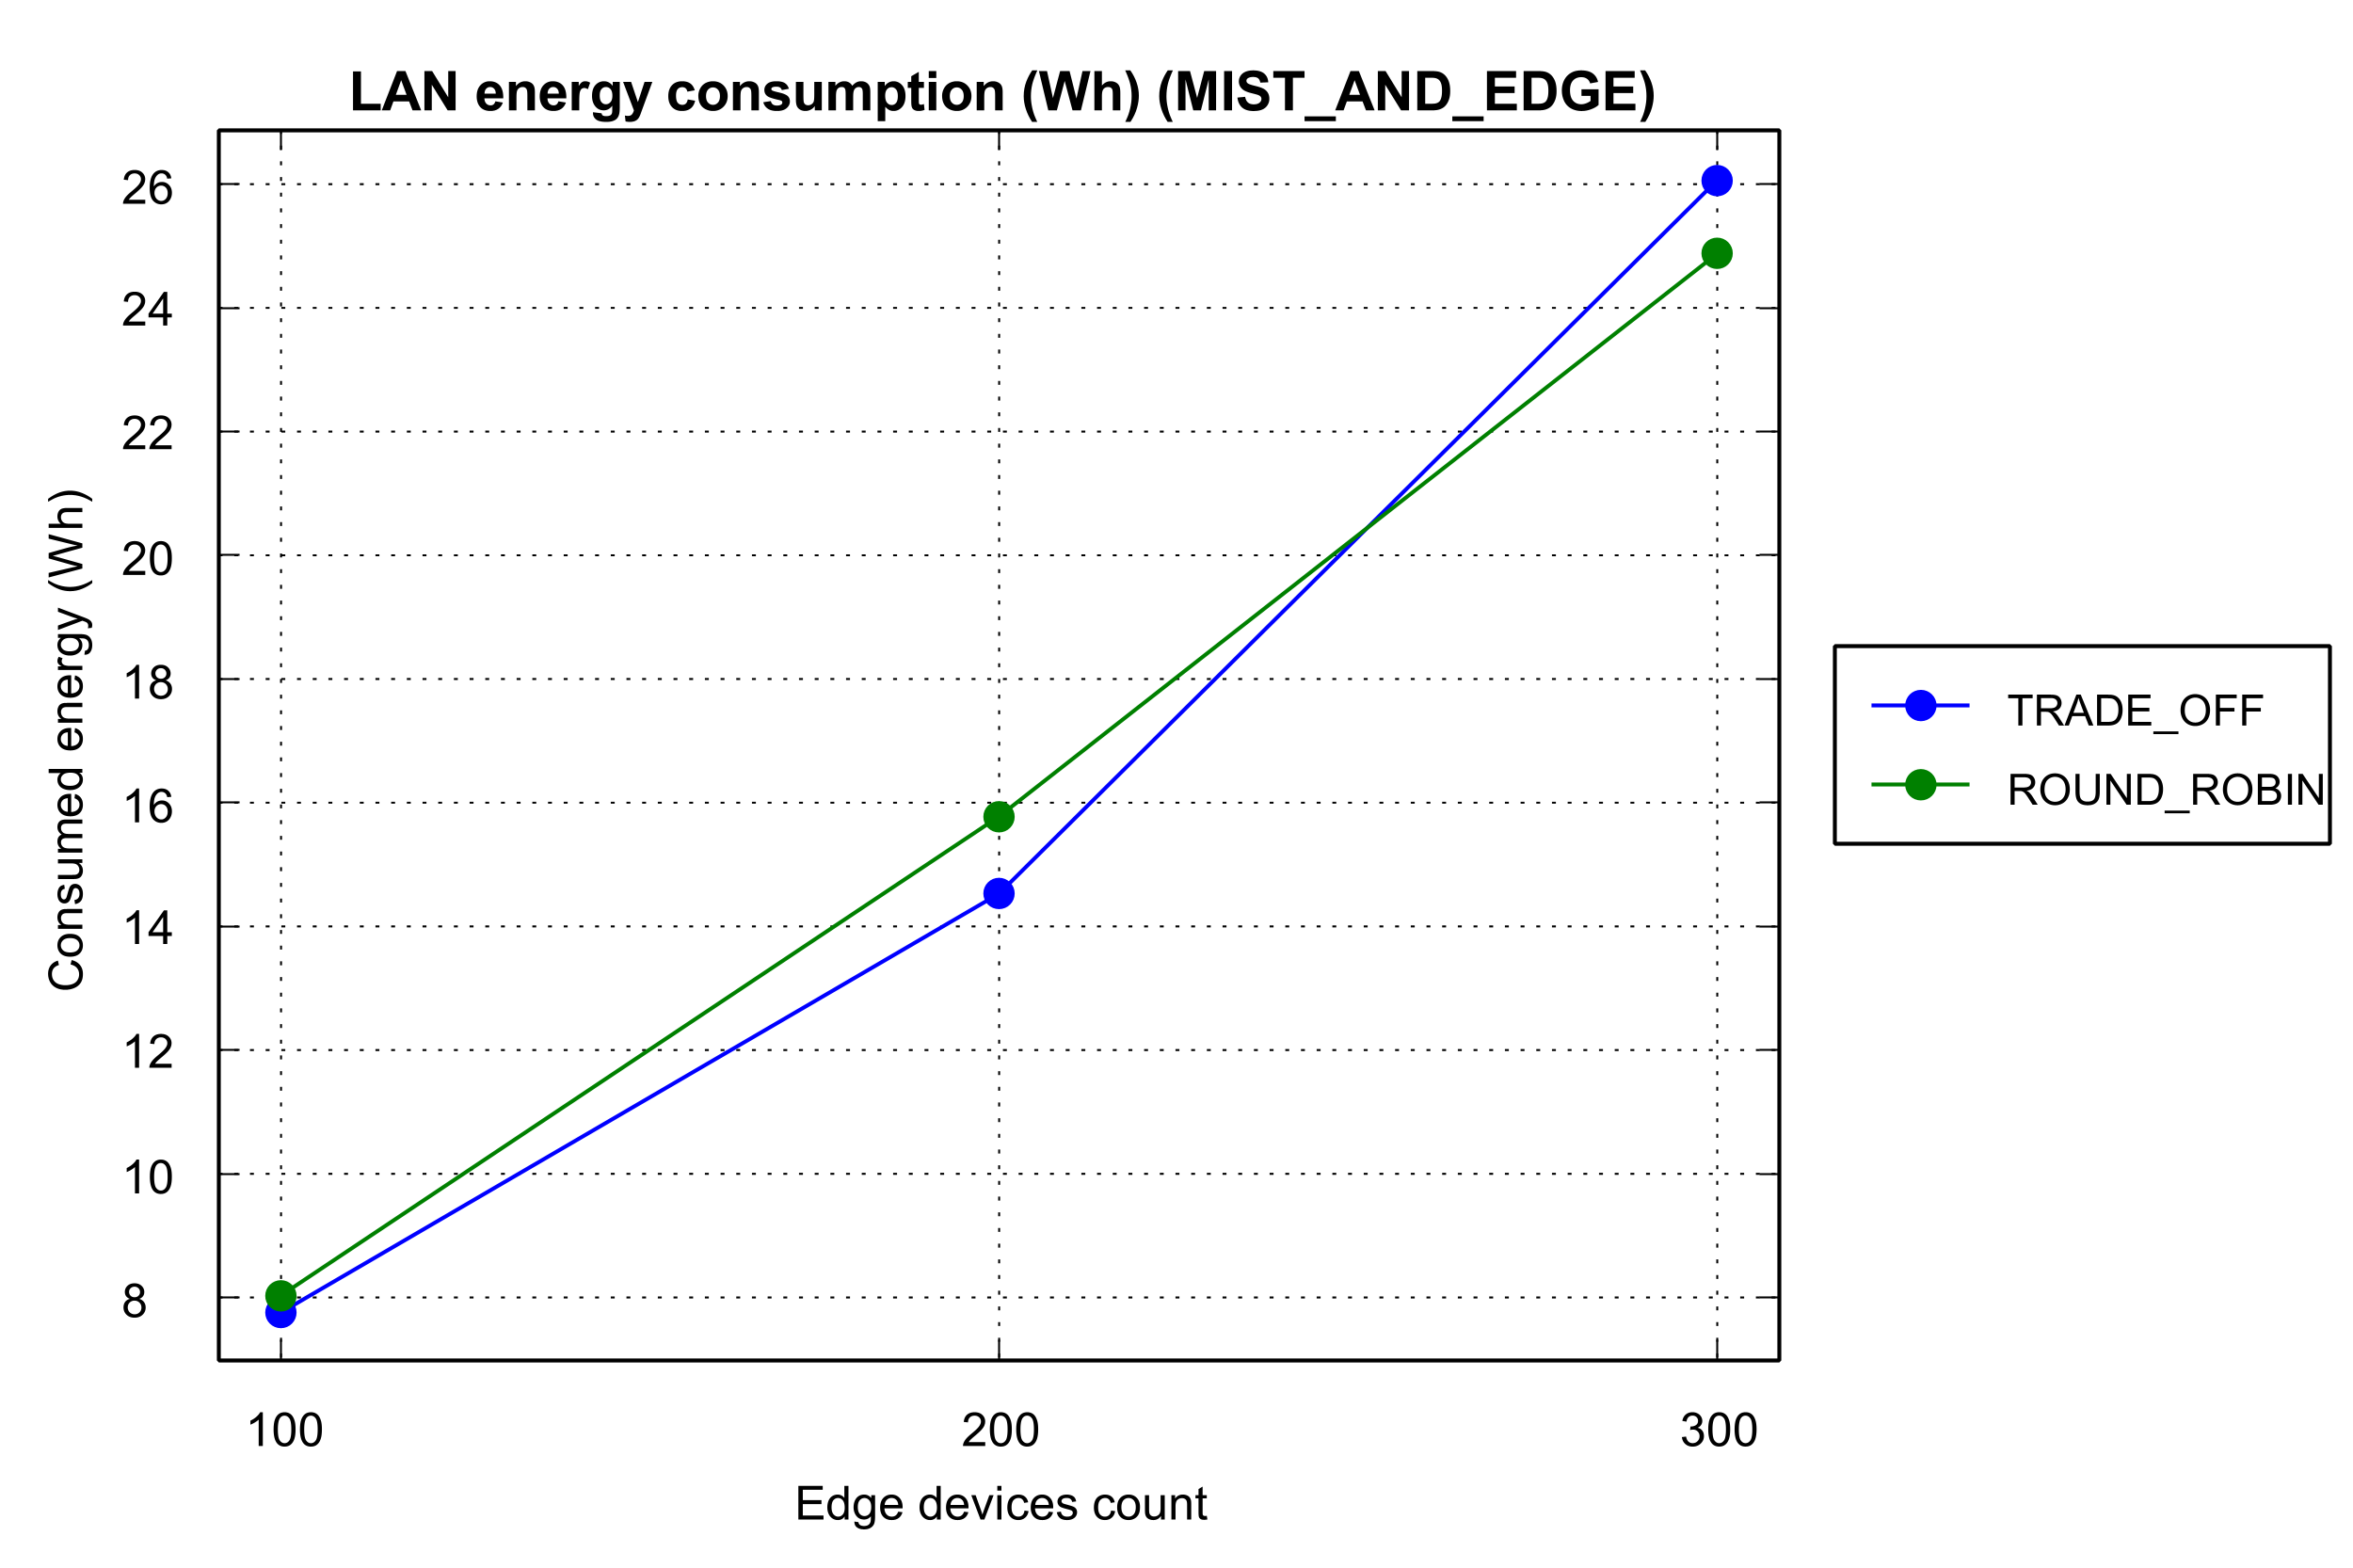 LAN energy consumption (Wh) (MIST_AND_EDGE)
Consumed energy (Wh)
26
24
22
20
18
16
14
12
10
8
100 200 300
Edge devices count
TRADE_OFF
ROUND_ROBIN